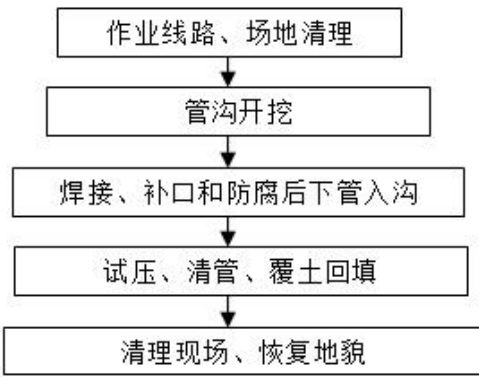 作业线路、场地清理
管沟开挖
焊接、补口和防腐后下管入沟
试压、清管、覆土回填
清理现场、恢复地貌